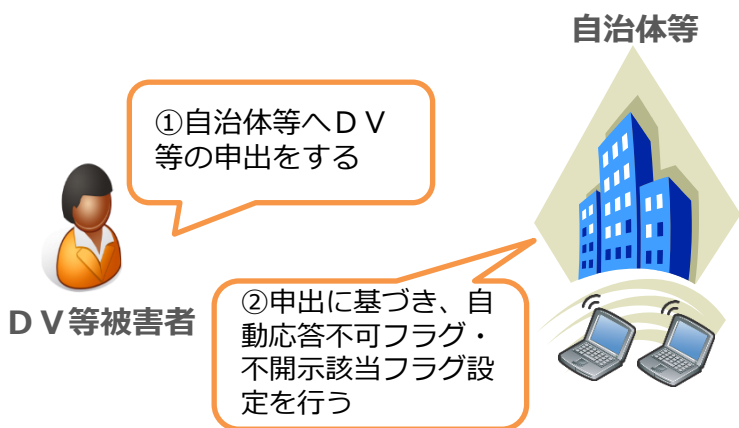 自治体等
①自治体等へＤＶ
等の申出をする
ＤＶ等被害者
②申出に基づき、自
動応答不可フラグ・
不開示該当フラグ設
定を行う